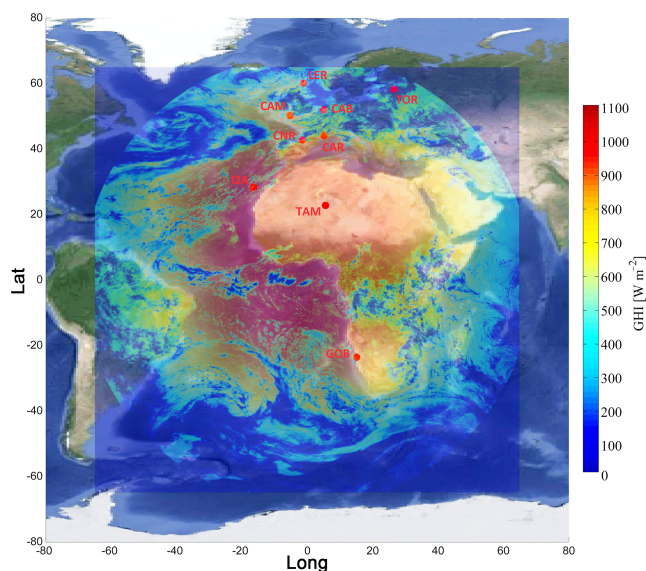 80
60
40
20
0
-20
-40
-60
-80
Lat
-80
-60
-40
-20
0
20
40
60
80
Long
LER
CAM
CAB
TOR
CNR
CAR
IZA
TAM
GOB
1100
1000
900
800
700
600
500
400
300
200
100
0
GHI [W m⁻²]